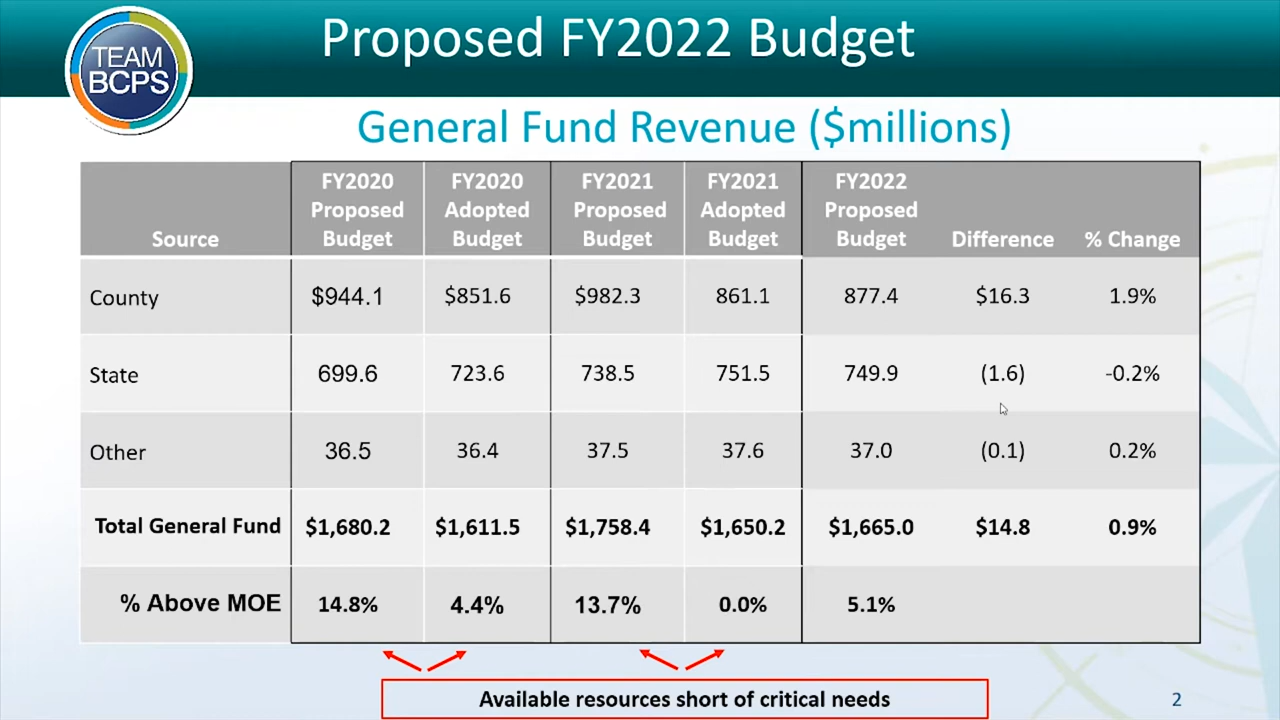 TEAM
BCPS
Proposed FY2022 Budget
General Fund Revenue ($millions)
Source FY2020 Proposed Budget FY2020 Adopted Budget FY2021 Proposed Budget FY2021 Adopted Budget FY2022 Proposed Budget Difference % Change
County $944.1 $851.6 $982.3 861.1 877.4 $16.3 1.9%
State 699.6 723.6 738.5 751.5 749.9 (1.6) -0.2%
Other 36.5 36.4 37.5 37.6 37.0 (0.1) 0.2%
Total General Fund $1,680.2 $1,611.5 $1,758.4 $1,650.2 $1,665.0 $14.8 0.9%
% Above MOE 14.8% 4.4% 13.7% 0.0% 5.1%
Available resources short of critical needs
2